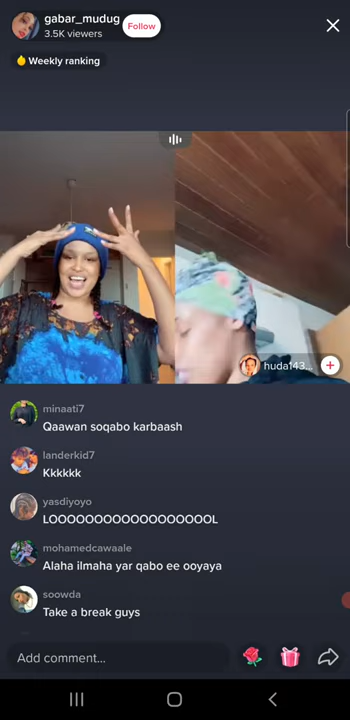 gabar_mudug
3.5K viewers
Follow
Weekly ranking
huda143...
minaati7
Qaawan soqabo karbaash
landerkid7
Kkkkkk
yasdiyoyo
LOOOOOOOOOOOOOOOOOOL
mohamedcawaale
Alaha ilmaha yar qabo ee ooyaya
soowda
Take a break guys
Add comment...